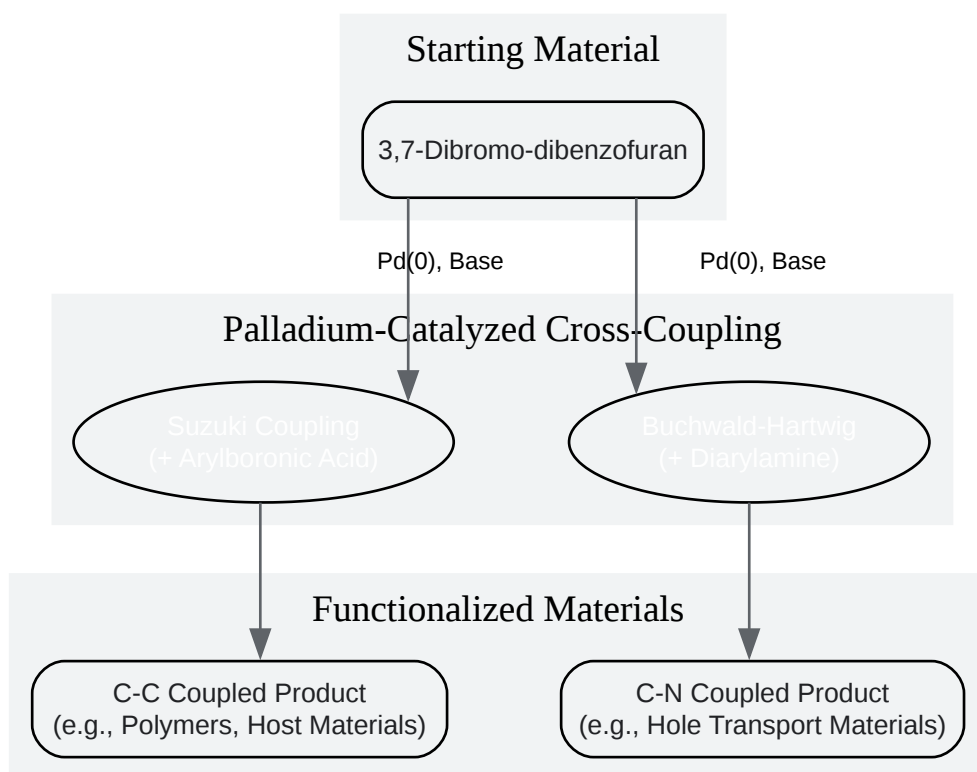 Starting Material
3,7-Dibromo-dibenzofuran
Pd(0), Base
Pd(0), Base
Palladium-Catalyzed Cross-Coupling
Suzuki Coupling
(+ Arylboronic Acid)
Buchwald-Hartwig
(+ Diarylamine)
Functionalized Materials
C-C Coupled Product
(e.g., Polymers, Host Materials)
C-N Coupled Product
(e.g., Hole Transport Materials)